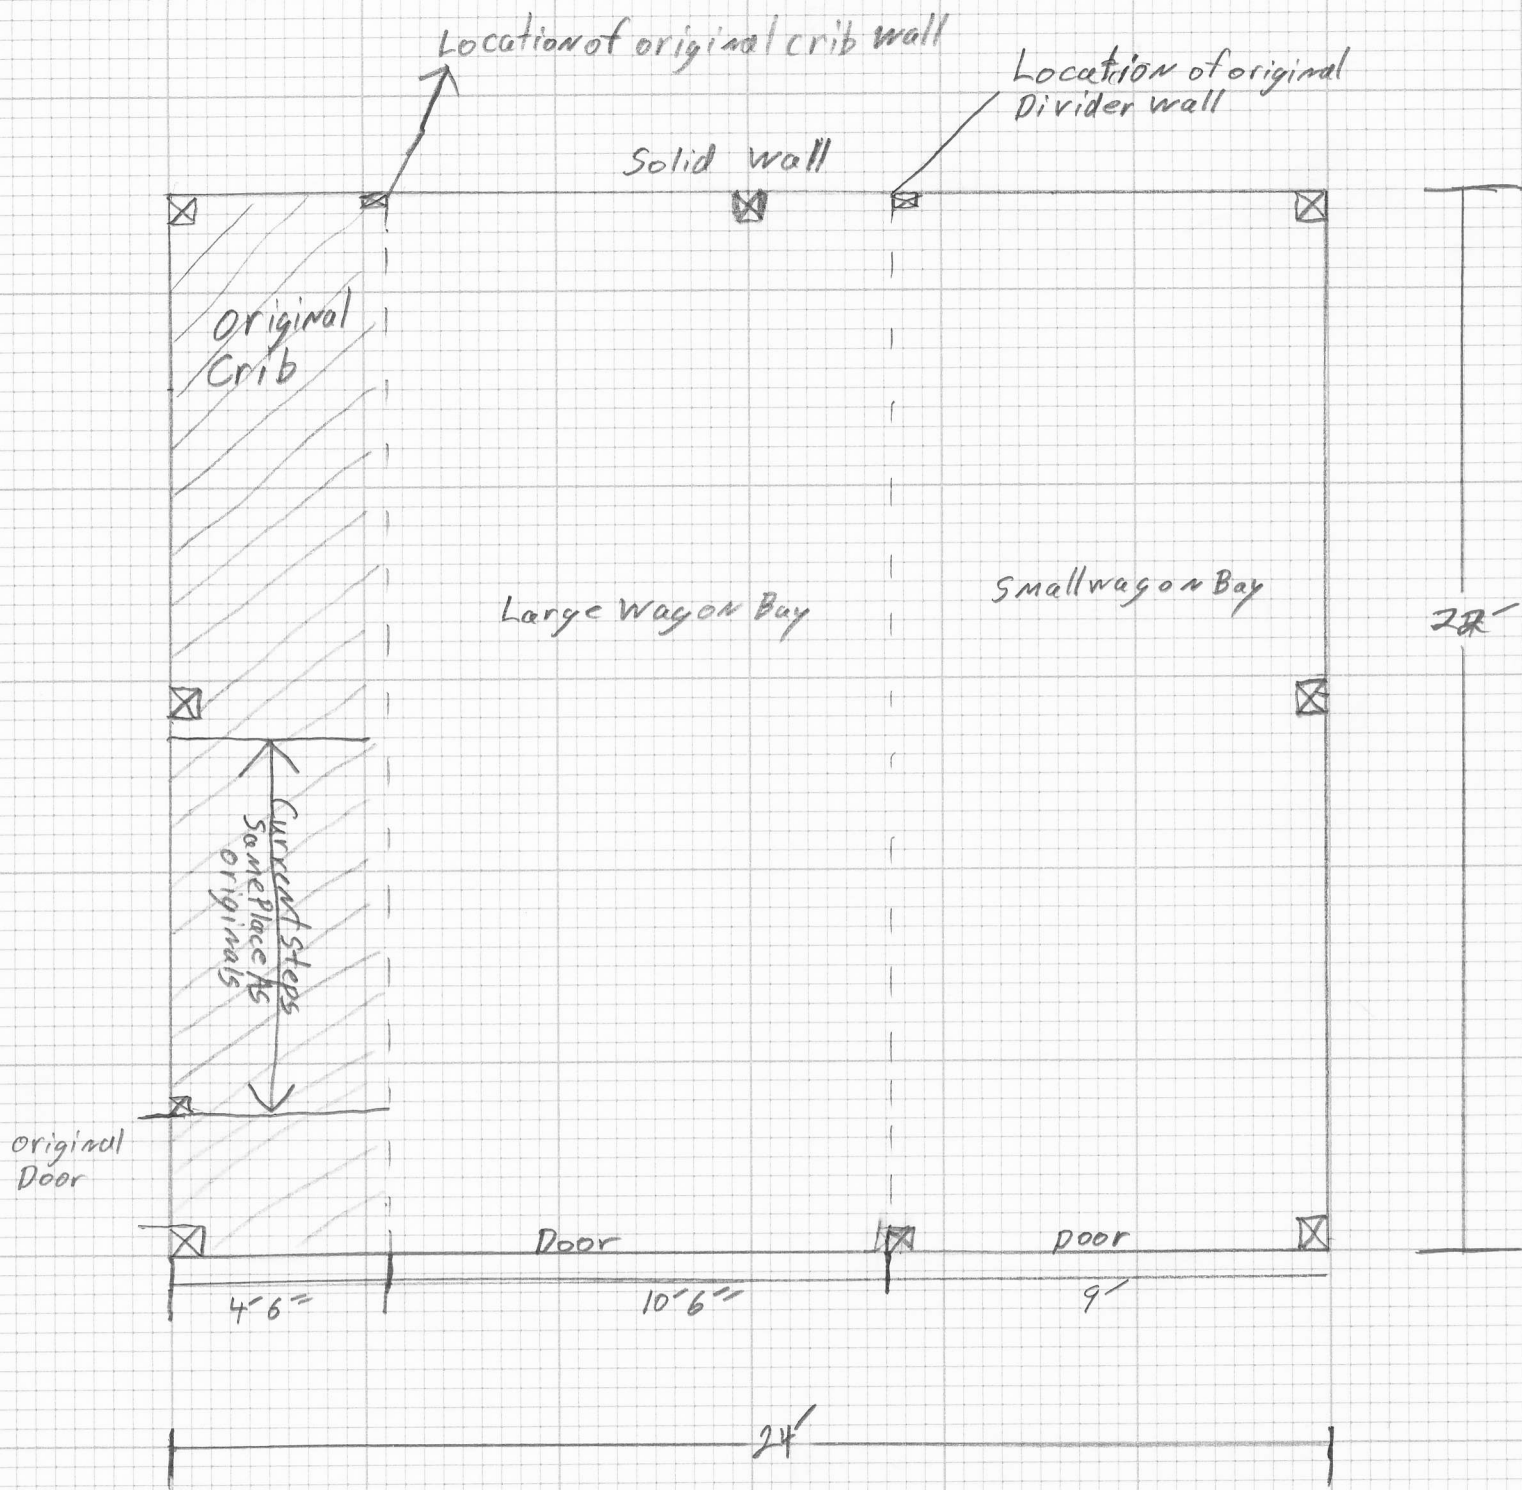 Location of original crib wall
Location of original
Divider wall
Solid wall
Original
Crib
Large Wagon Bay
Small wagon Bay
22'
Current Steps
Same Place As
originals
original
Door
Door
Door
4'6"
10'6"
9'
24'